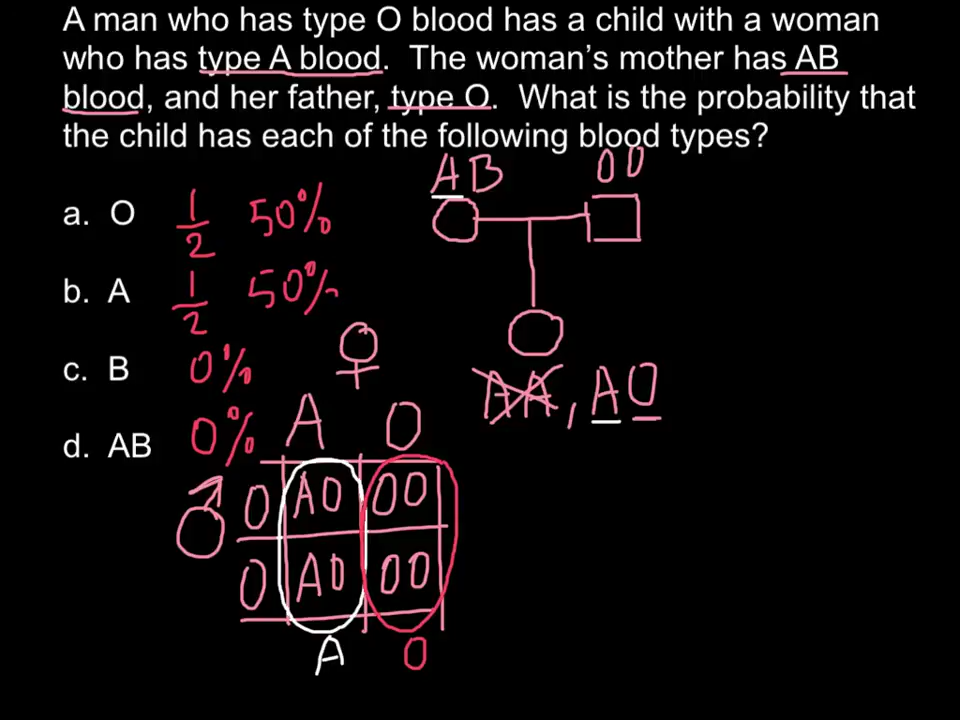 A man who has type O blood has a child with a woman
who has type A blood. The woman's mother has AB
blood, and her father, type O. What is the probability that
the child has each of the following blood types?
AB OO
a. O 1/2 50%
b. A 1/2 50%
c. B 0%
AA, AO
d. AB 0%
♀
A O
♂ O AO OO
O AO OO
A O